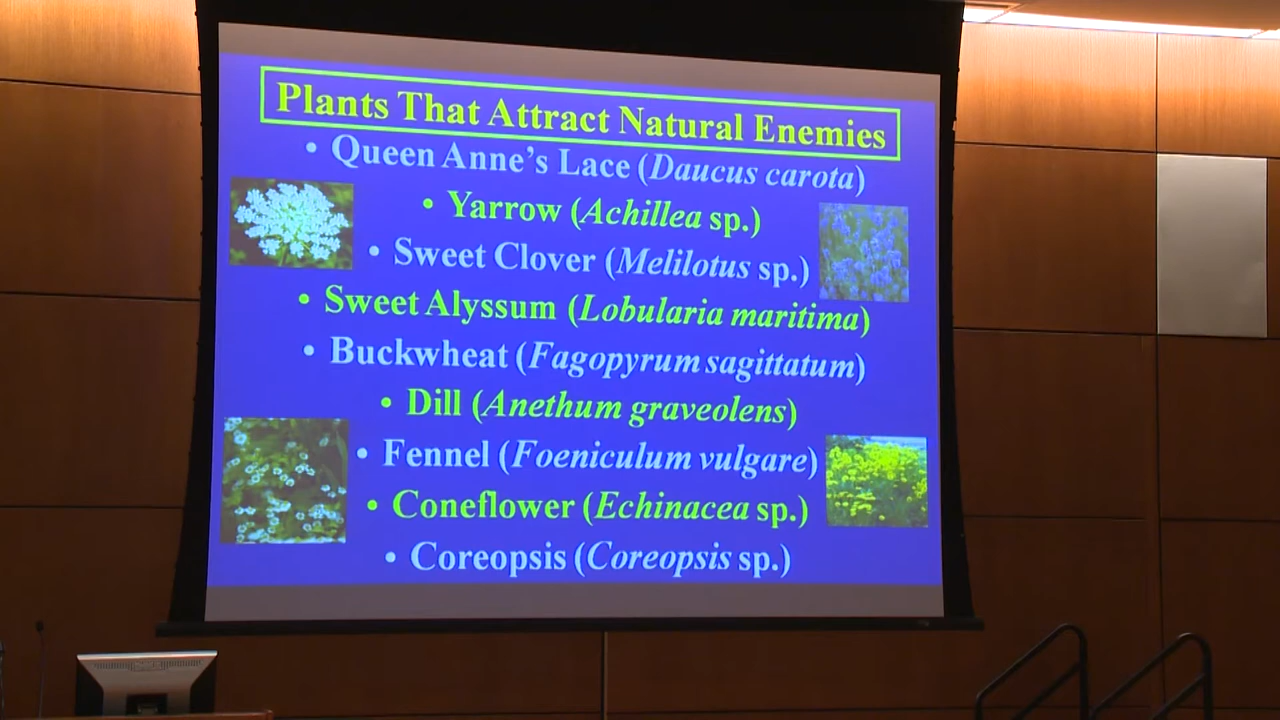 Plants That Attract Natural Enemies
• Queen Anne's Lace (Daucus carota)
• Yarrow (Achillea sp.)
• Sweet Clover (Melilotus sp.)
• Sweet Alyssum (Lobularia maritima)
• Buckwheat (Fagopyrum sagittatum)
• Dill (Anethum graveolens)
• Fennel (Foeniculum vulgare)
• Coneflower (Echinacea sp.)
• Coreopsis (Coreopsis sp.)